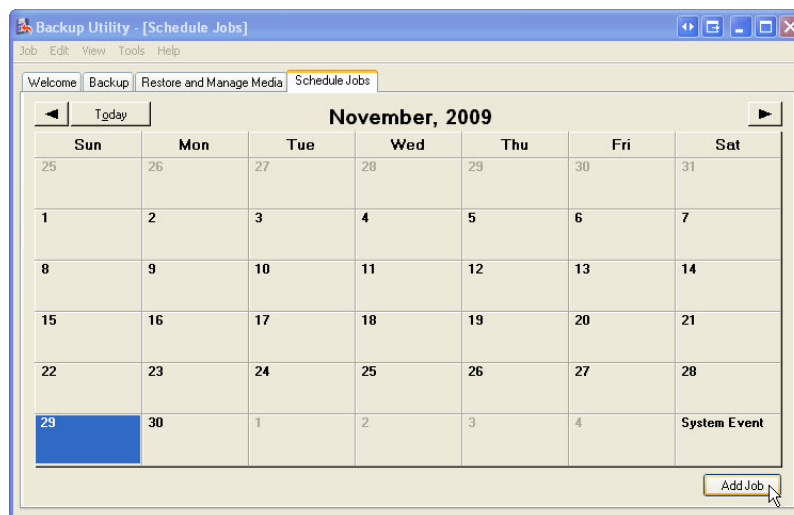 Backup Utility - [Schedule Jobs]
Job Edit View Tools Help
Welcome Backup Restore and Manage Media Schedule Jobs
Today November, 2009
Sun Mon Tue Wed Thu Fri Sat
25 26 27 28 29 30 31
1 2 3 4 5 6 7
8 9 10 11 12 13 14
15 16 17 18 19 20 21
22 23 24 25 26 27 28
29 30 1 2 3 4 System Event
Add Job